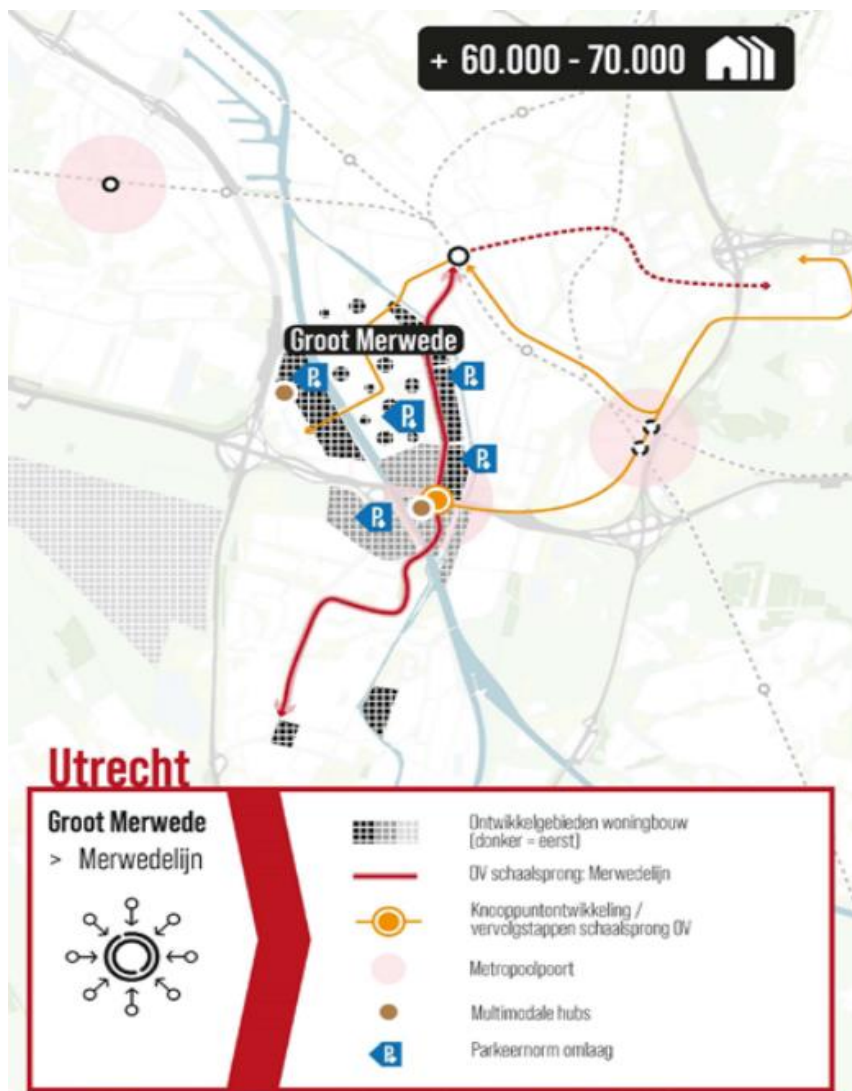 + 60.000 - 70.000
Groot Merwede
P
P
P
P
P
Utrecht
Groot Merwede
> Merwedelijn
Ontwikkelgebieden woningbouw
(donker = eerst)
OV schaalsprong: Merwedelijn
Knooppuntontwikkeling /
vervolgstappen schaalsprong OV
Metropoolpoort
Multimodale hubs
P
Parkeernorm omlaag